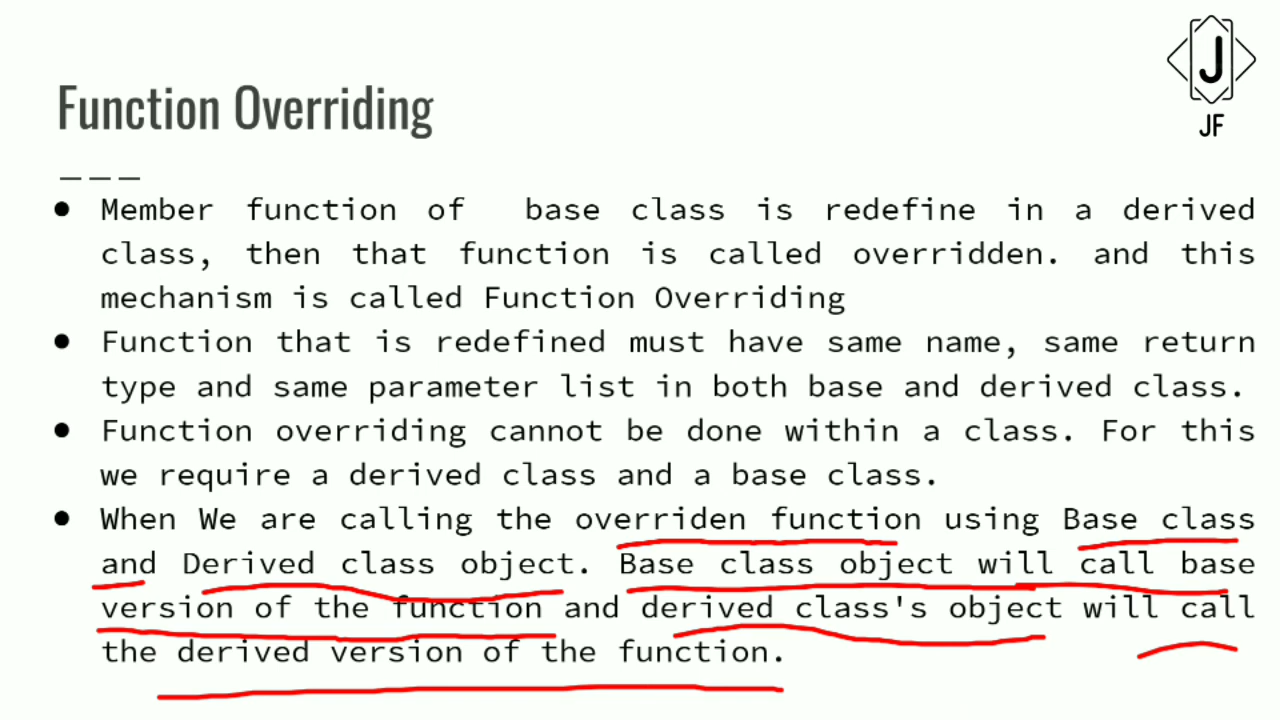 J
JF
Function Overriding
● Member function of base class is redefine in a derived
class, then that function is called overridden. and this
mechanism is called Function Overriding
● Function that is redefined must have same name, same return
type and same parameter list in both base and derived class.
● Function overriding cannot be done within a class. For this
we require a derived class and a base class.
● When We are calling the overriden function using Base class
and Derived class object. Base class object will call base
version of the function and derived class's object will call
the derived version of the function.